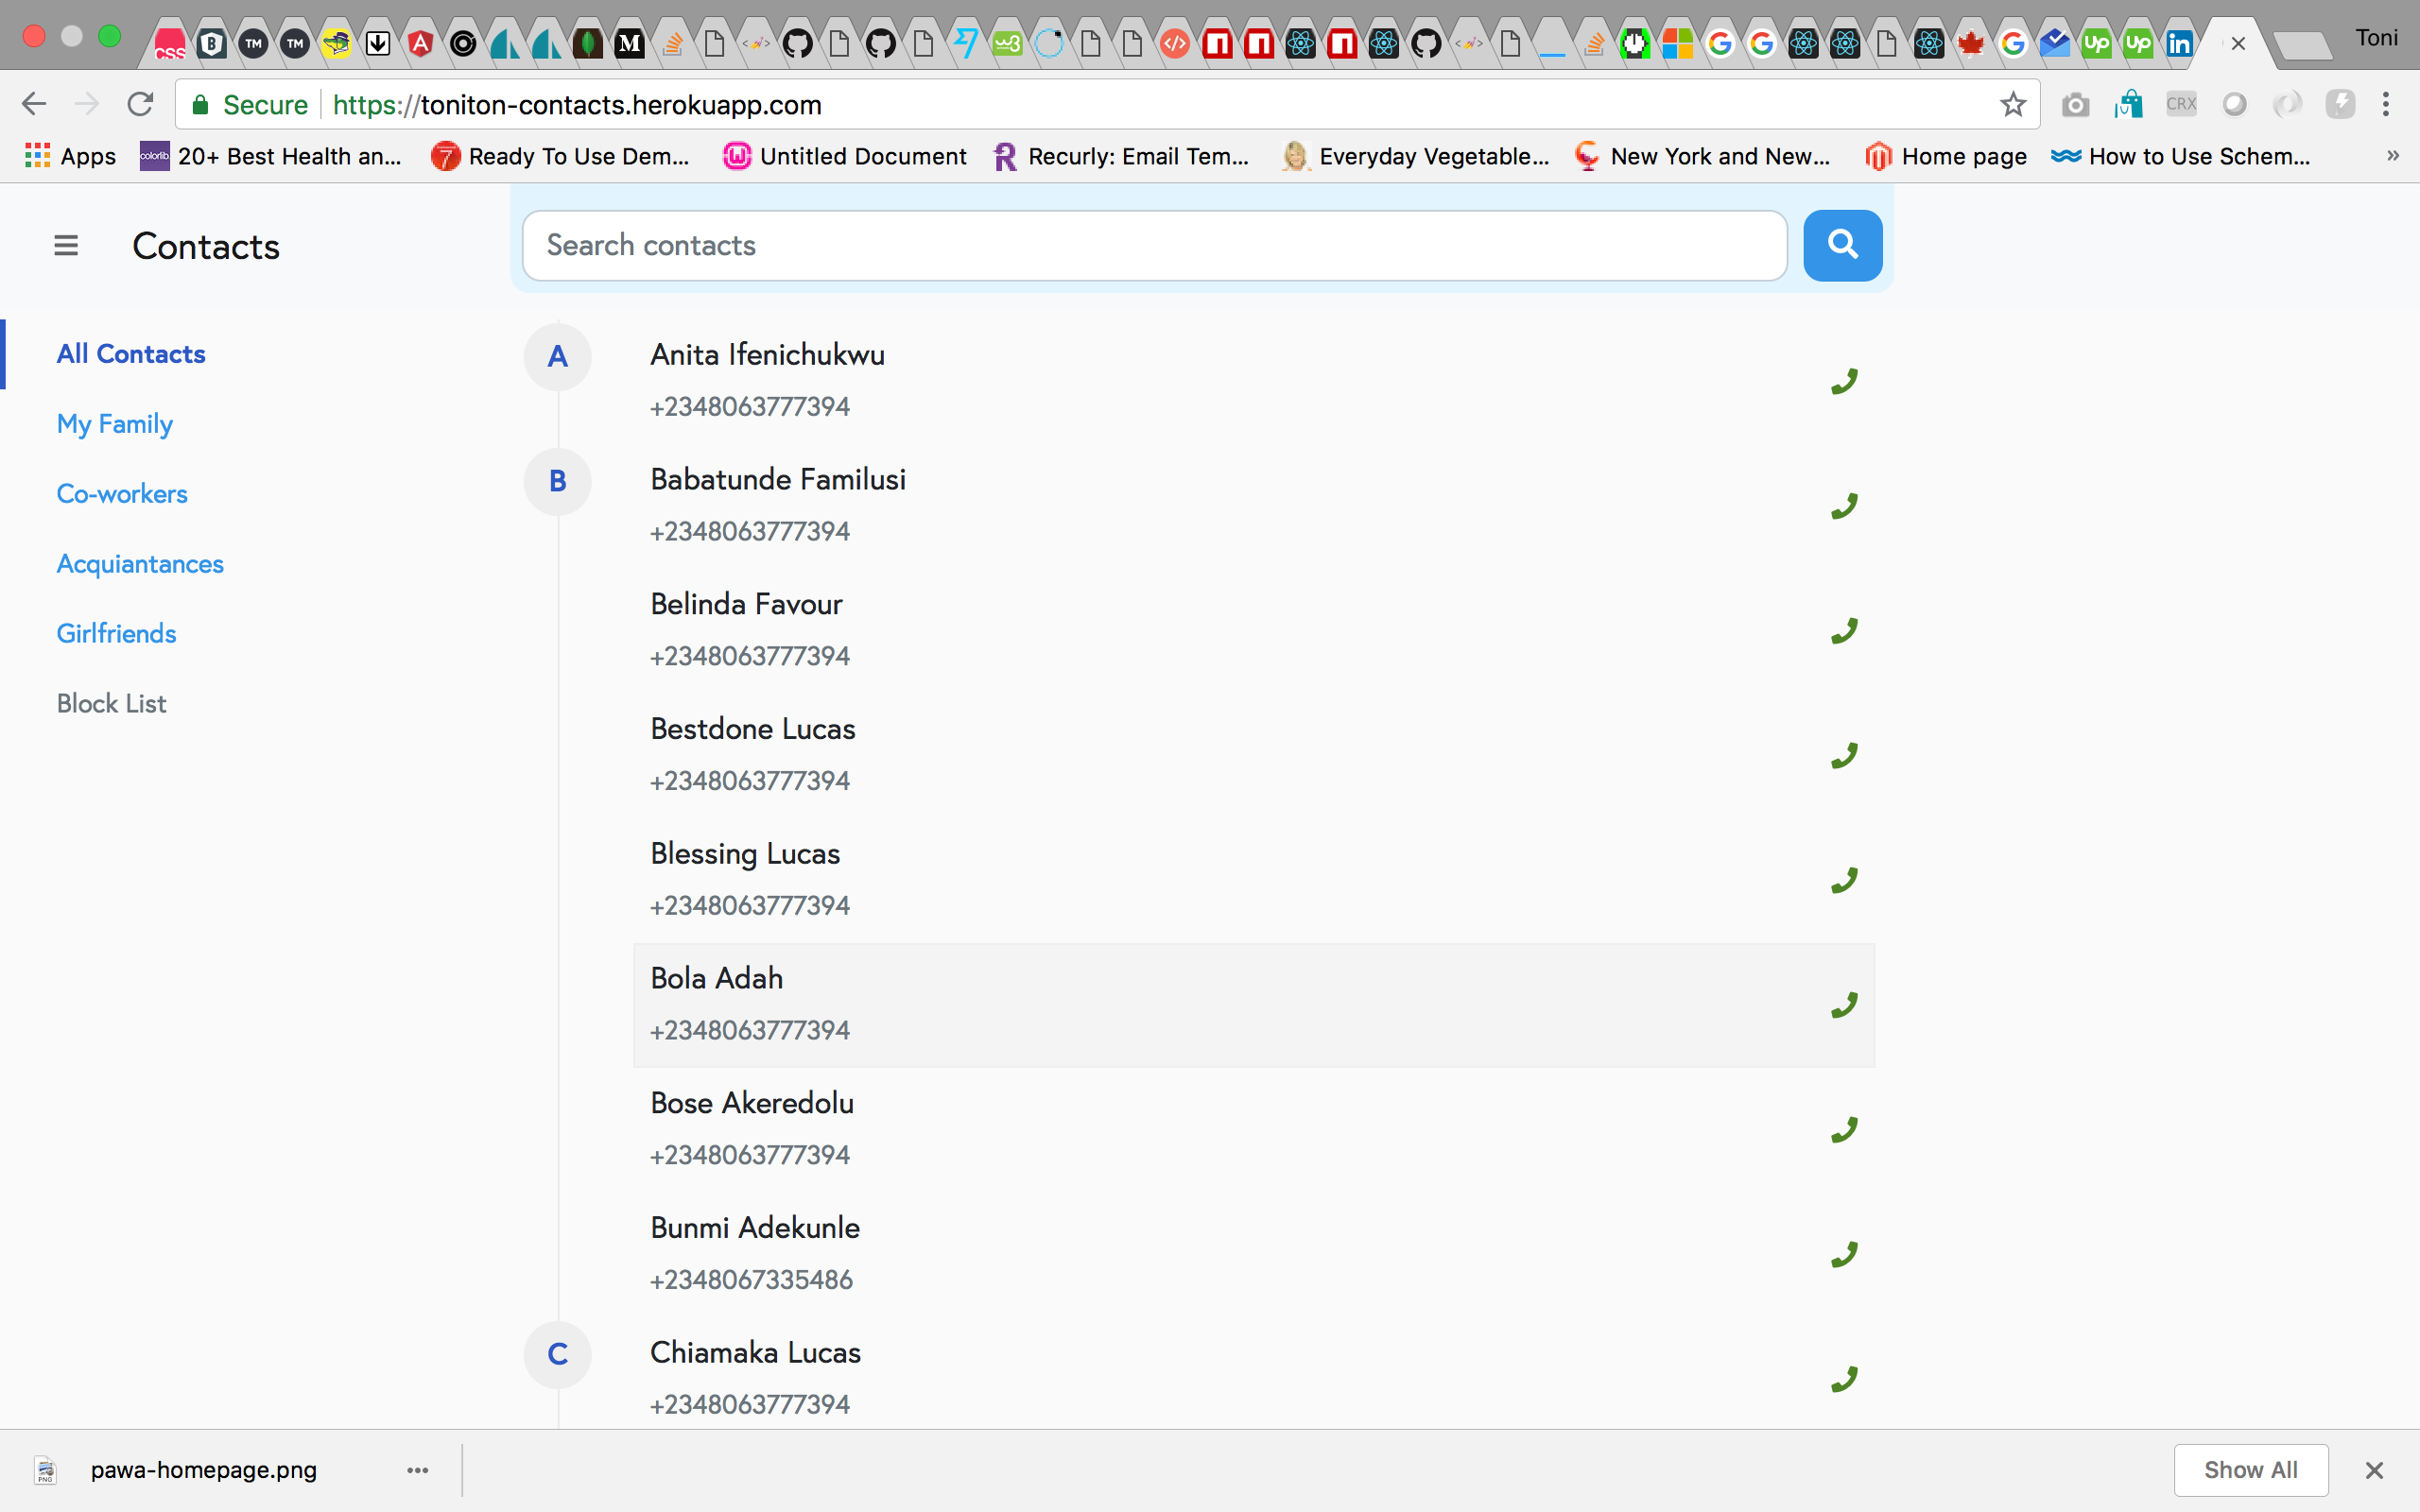 Toni
Secure https://toniton-contacts.herokuapp.com
CRX
Apps 20+ Best Health an... Ready To Use Dem... Untitled Document Recurly: Email Tem... Everyday Vegetable... New York and New... Home page How to Use Schem... »
Contacts
Search contacts
All Contacts
My Family
Co-workers
Acquiantances
Girlfriends
Block List
A
Anita Ifenichukwu
+2348063777394
B
Babatunde Familusi
+2348063777394
Belinda Favour
+2348063777394
Bestdone Lucas
+2348063777394
Blessing Lucas
+2348063777394
Bola Adah
+2348063777394
Bose Akeredolu
+2348063777394
Bunmi Adekunle
+2348067335486
C
Chiamaka Lucas
+2348063777394
pawa-homepage.png
Show All